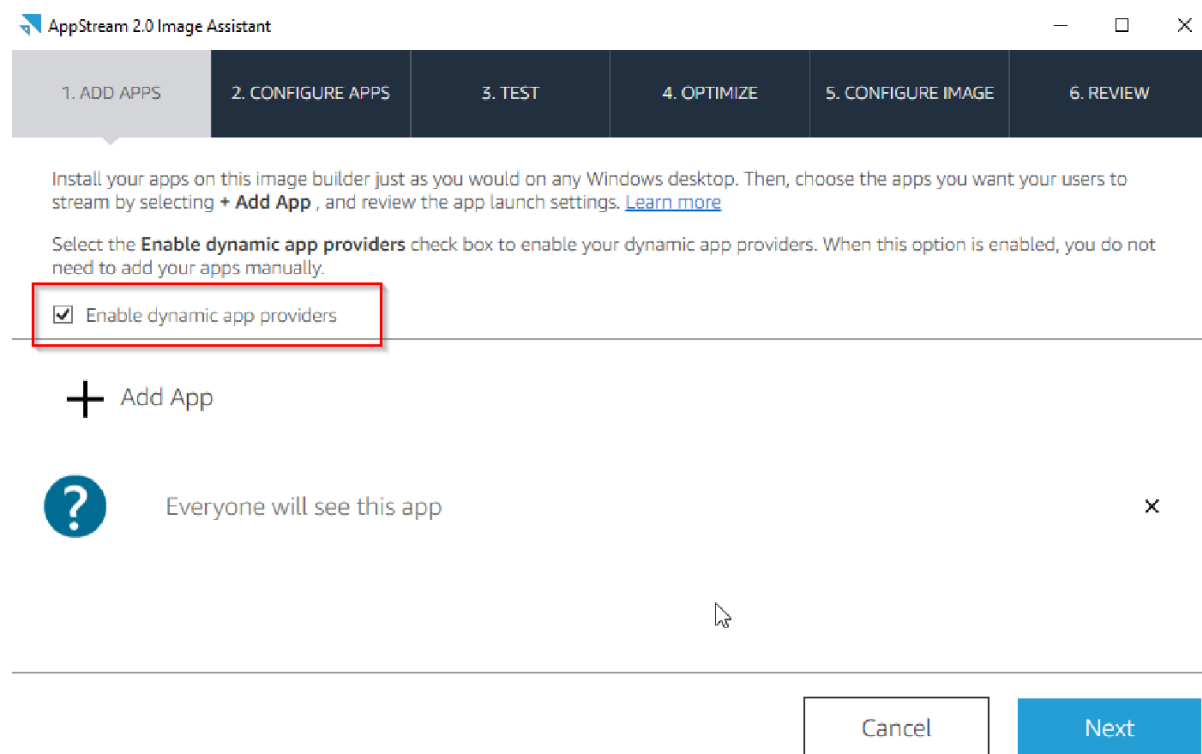 AppStream 2.0 Image Assistant
1. ADD APPS
2. CONFIGURE APPS
3. TEST
4. OPTIMIZE
5. CONFIGURE IMAGE
6. REVIEW
Install your apps on this image builder just as you would on any Windows desktop. Then, choose the apps you want your users to
stream by selecting + Add App , and review the app launch settings. Learn more
Select the Enable dynamic app providers check box to enable your dynamic app providers. When this option is enabled, you do not
need to add your apps manually.
Enable dynamic app providers
Add App
Everyone will see this app
Cancel
Next